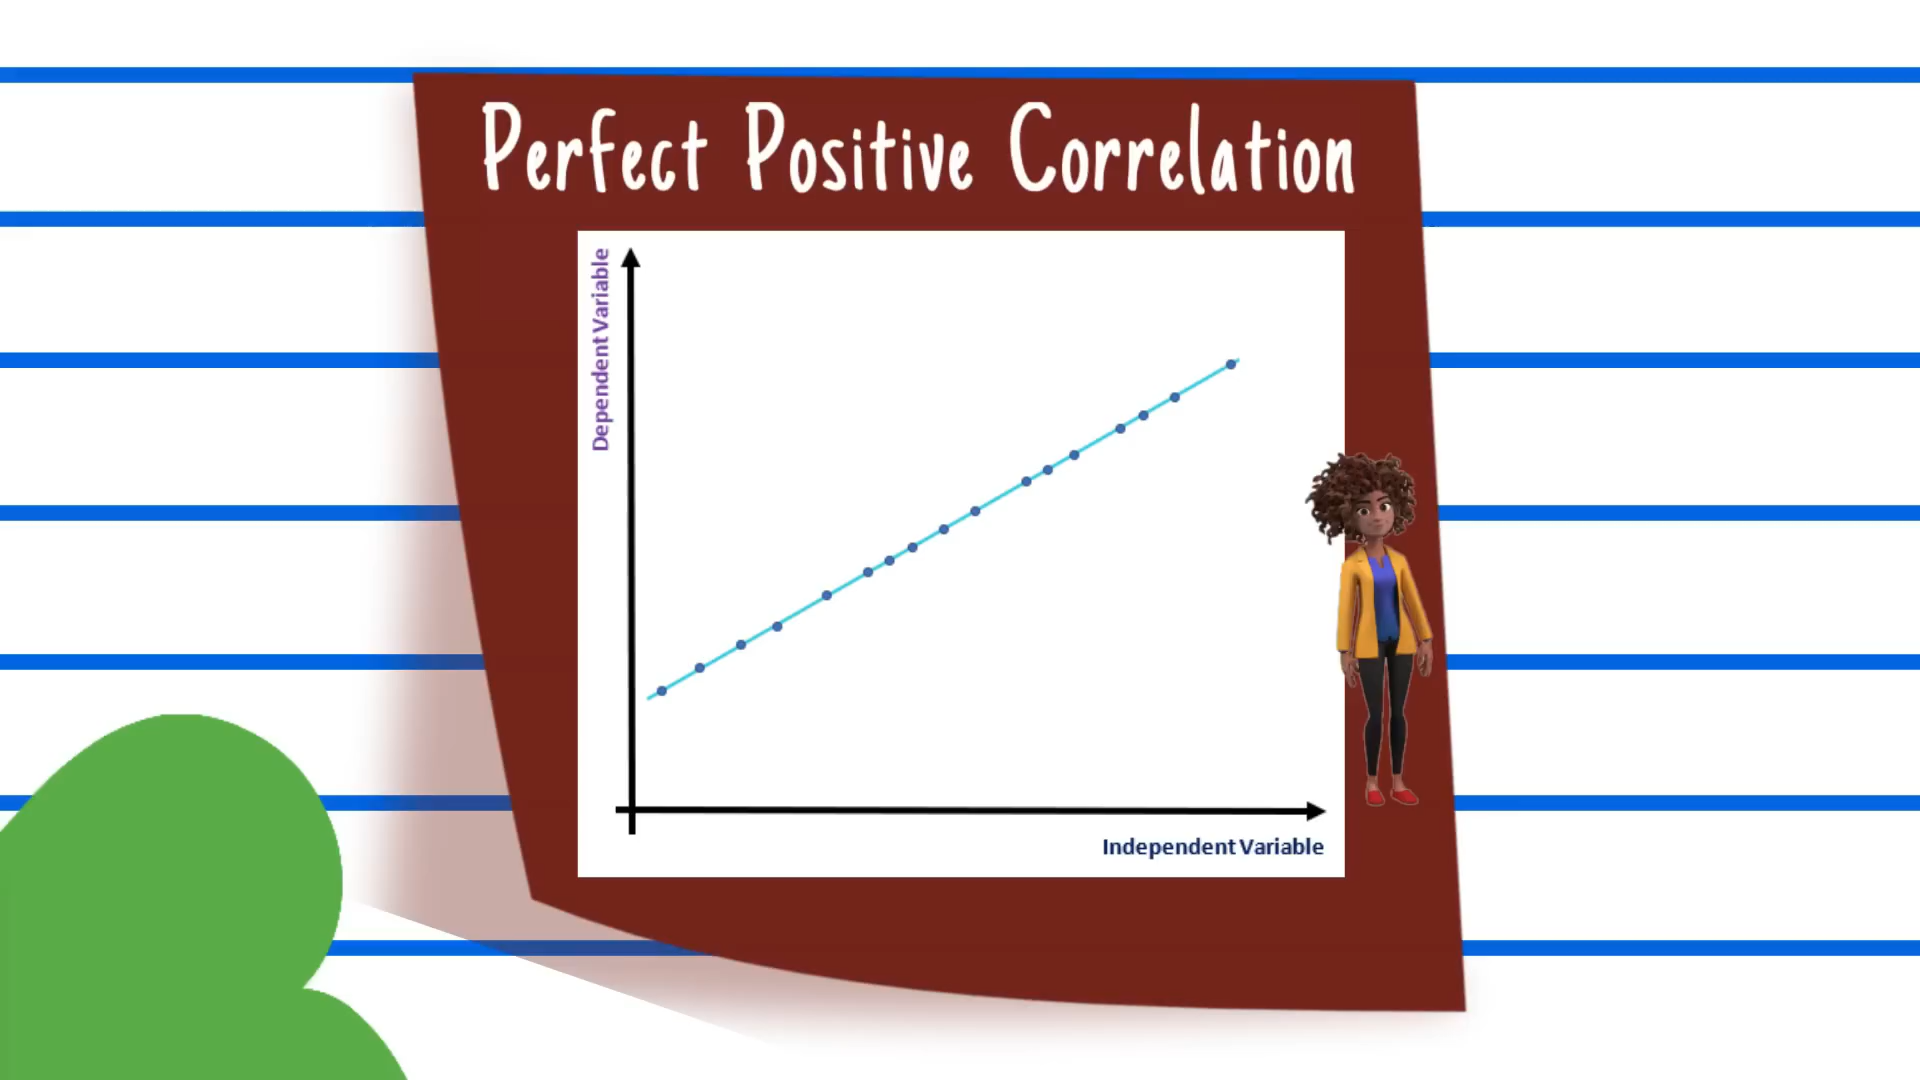 Perfect Positive Correlation
Dependent Variable
Independent Variable